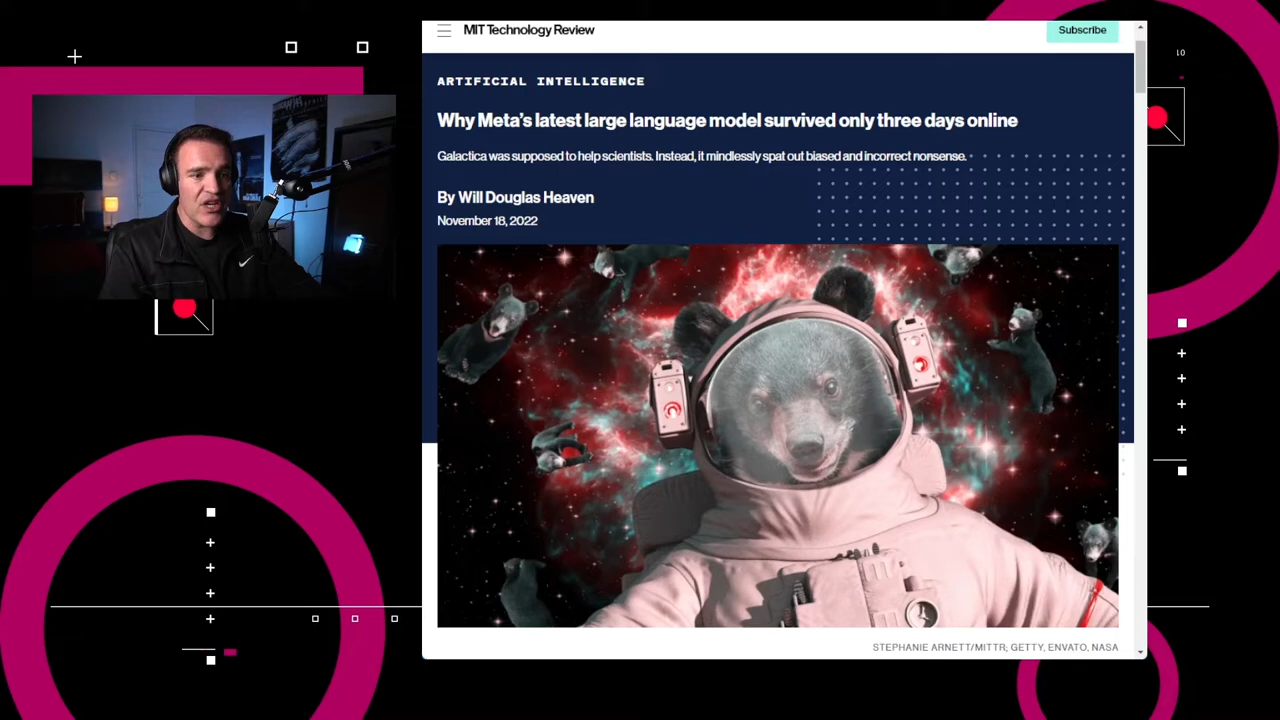 MIT Technology Review
Subscribe
ARTIFICIAL INTELLIGENCE
Why Meta's latest large language model survived only three days online
Galactica was supposed to help scientists. Instead, it mindlessly spat out biased and incorrect nonsense.
By Will Douglas Heaven
November 18, 2022
STEPHANIE ARNETT/MITTR; GETTY, ENVATO, NASA